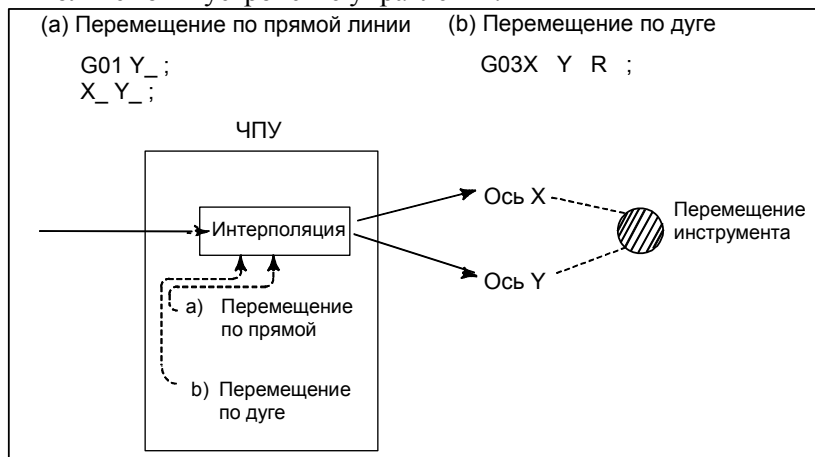 (a) Перемещение по прямой линии
(b) Перемещение по дуге
G01 Y_ ;
X_ Y_ ;
G03X Y R ;
ЧПУ
Интерполяция
Ось X
Ось Y
Перемещение
инструмента
a) Перемещение
по прямой
b) Перемещение
по дуге